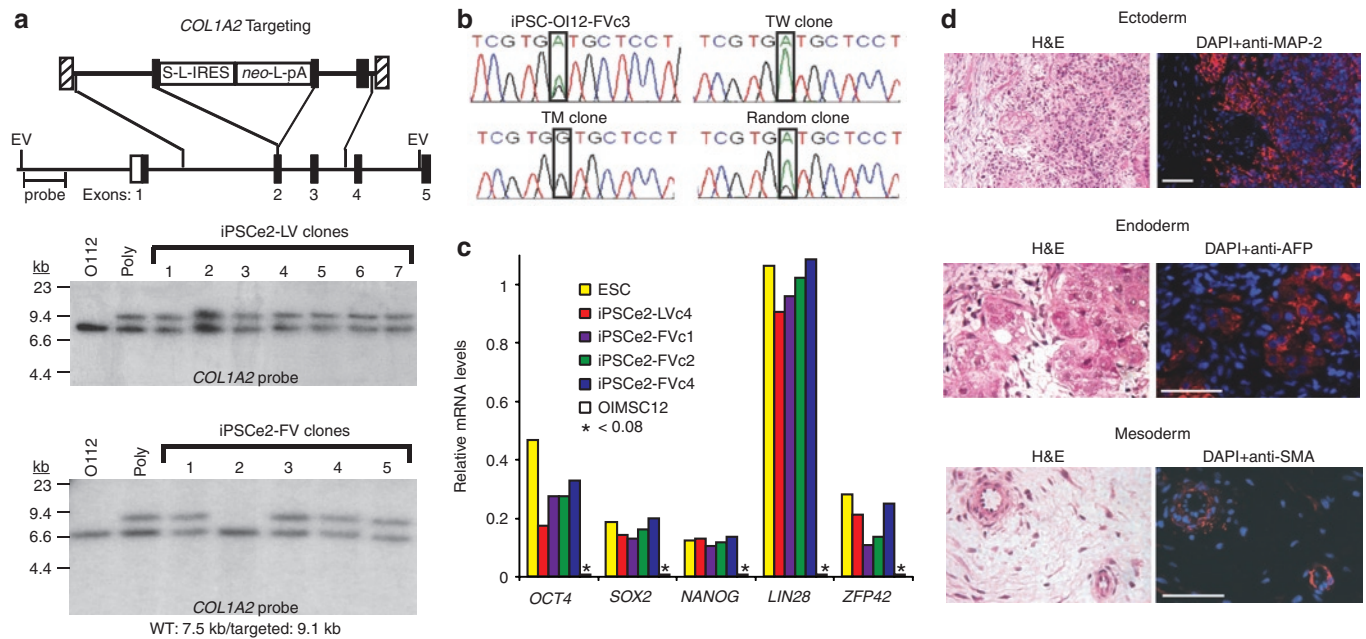 a
COL1A2 Targeting
S-L-IRES neo-L-pA
EV EV
probe Exons: 1 2 3 4 5
iPSCe2-LV clones
O112 Poly 1 2 3 4 5 6 7
kb
23
9.4
6.6
4.4
COL1A2 probe
iPSCe2-FV clones
O112 Poly 1 2 3 4 5
kb
23
9.4
6.6
4.4
COL1A2 probe
WT: 7.5 kb/targeted: 9.1 kb
b
iPSC-OI12-FVc3 TW clone
TCGTGATGCTCCT TCGTGATGCTCCT
TM clone Random clone
TCGTGGTGCTCCT TCGTGATGCTCCT
c
Relative mRNA levels
1
0.8
0.6
0.4
0.2
0
ESC
iPSCe2-LVc4
iPSCe2-FVc1
iPSCe2-FVc2
iPSCe2-FVc4
OIMSC12
* < 0.08
* * * * *
OCT4 SOX2 NANOG LIN28 ZFP42
d
Ectoderm
H&E DAPI+anti-MAP-2
Endoderm
H&E DAPI+anti-AFP
Mesoderm
H&E DAPI+anti-SMA